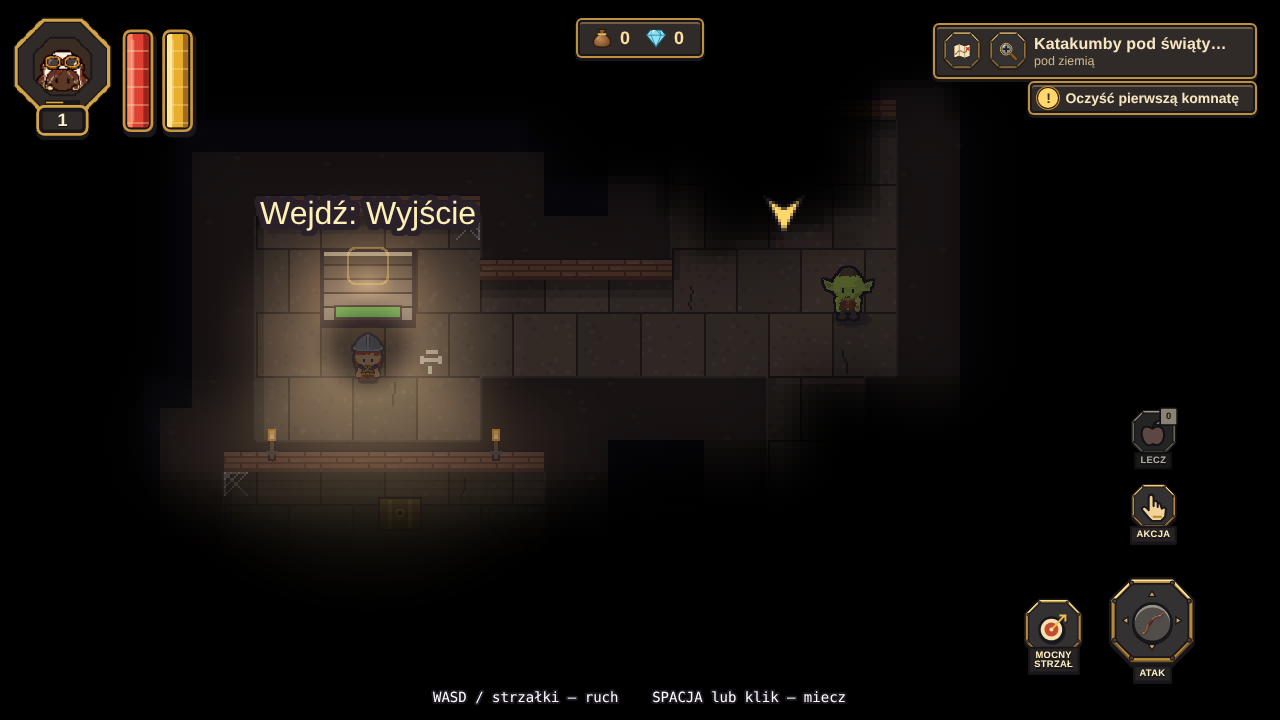 0 0
Katakumby pod święty…
pod ziemią
! Oczyść pierwszą komnatę
1
Wejdź: Wyjście
0
LECZ
AKCJA
MOCNY
STRZAŁ
ATAK
WASD / strzałki – ruch SPACJA lub klik – miecz